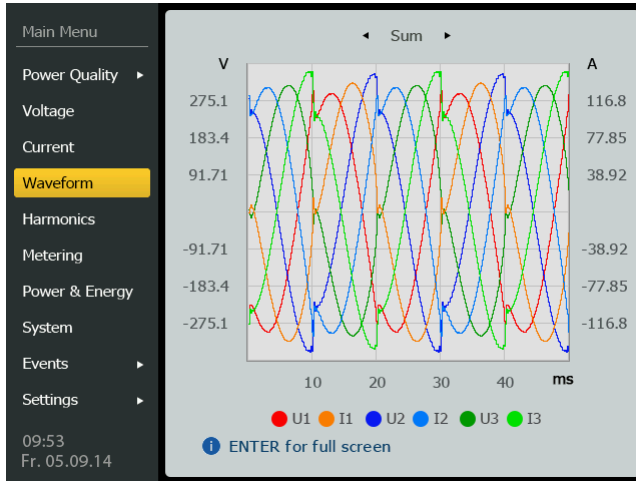 Main Menu
Power Quality
Voltage
Current
Waveform
Harmonics
Metering
Power & Energy
System
Events
Settings
09:53
Fr. 05.09.14
Sum
V
A
275.1
183.4
91.71
-91.71
-183.4
-275.1
116.8
77.85
38.92
-38.92
-77.85
-116.8
10 20 30 40 ms
U1 I1 U2 I2 U3 I3
i ENTER for full screen